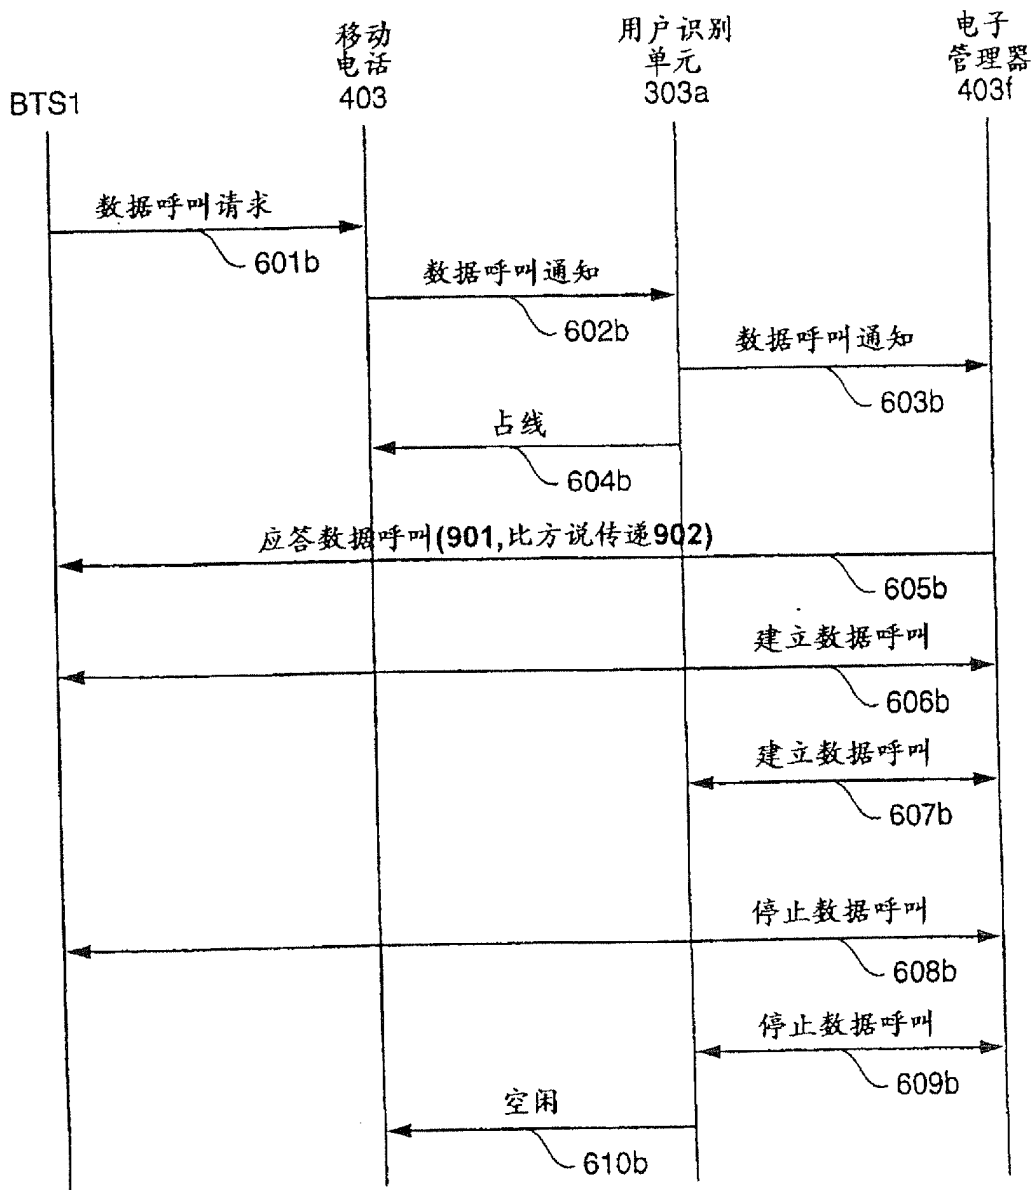 BTS1
移动
电话
403
用户识别
单元
303a
电子
管理器
403f
数据呼叫请求
601b
数据呼叫通知
602b
数据呼叫通知
603b
占线
604b
应答数据呼叫(901,比方说传递902)
605b
建立数据呼叫
606b
建立数据呼叫
607b
停止数据呼叫
608b
停止数据呼叫
609b
空闲
610b